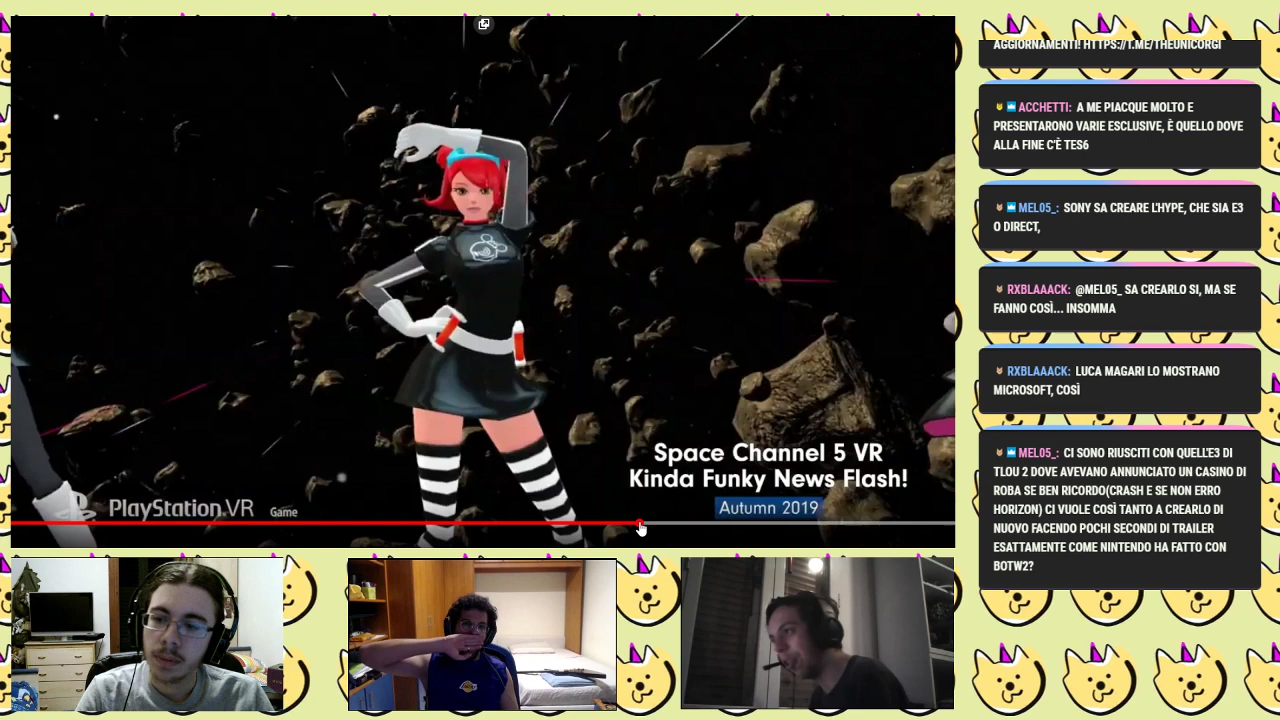 Space Channel 5 VR
Kinda Funky News Flash!
Autumn 2019
PlayStation VR Game
AGGIORNAMENTI! HTTPS://T.ME/THEUNICORGI
ACCHETTI: A ME PIACQUE MOLTO E
PRESENTARONO VARIE ESCLUSIVE, È QUELLO DOVE
ALLA FINE C'È TES6
MEL05_: SONY SA CREARE L'HYPE, CHE SIA E3
O DIRECT,
RXBLAAACK: @MEL05_ SA CREARLO SI, MA SE
FANNO COSÌ... INSOMMA
RXBLAAACK: LUCA MAGARI LO MOSTRANO
MICROSOFT, COSÌ
MEL05_: CI SONO RIUSCITI CON QUELL'E3 DI
TLOU 2 DOVE AVEVANO ANNUNCIATO UN CASINO DI
ROBA SE BEN RICORDO(CRASH E SE NON ERRO
HORIZON) CI VUOLE COSÌ TANTO A CREARLO DI
NUOVO FACENDO POCHI SECONDI DI TRAILER
ESATTAMENTE COME NINTENDO HA FATTO CON
BOTW2?